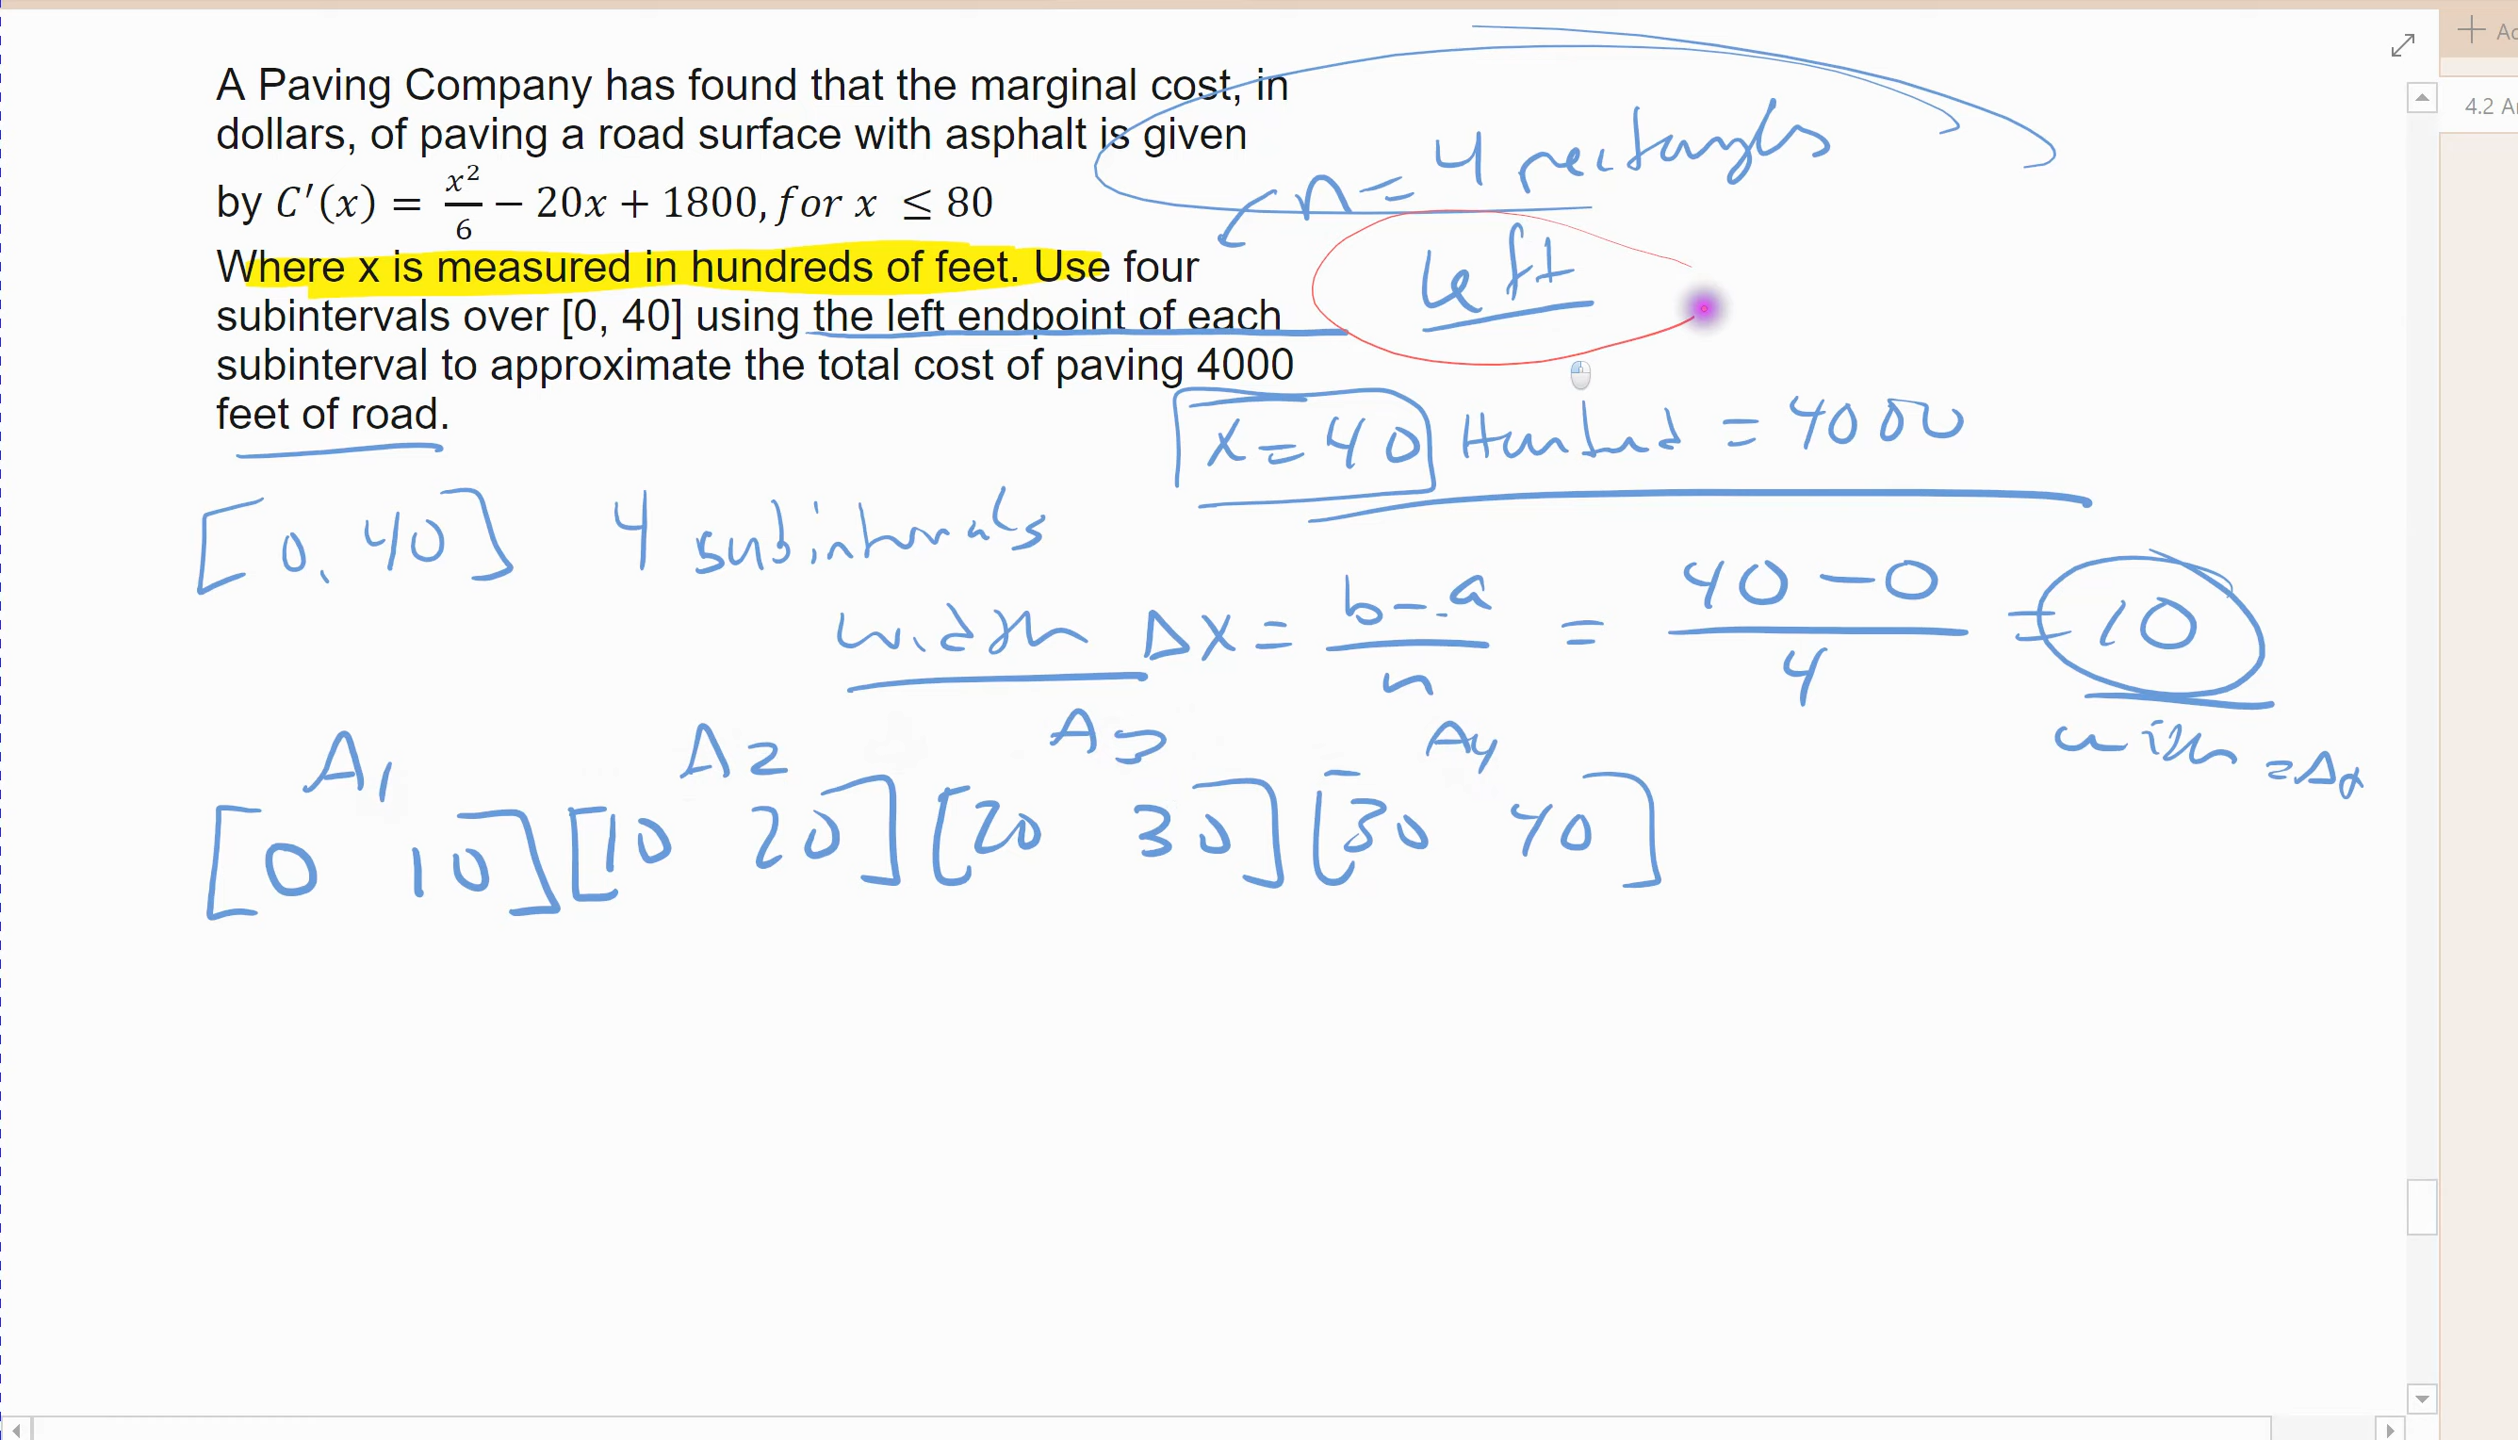 A Paving Company has found that the marginal cost, in
dollars, of paving a road surface with asphalt is given
by C′(x) = x²/6 − 20x + 1800, for x ≤ 80
Where x is measured in hundreds of feet. Use four
subintervals over [0, 40] using the left endpoint of each
subinterval to approximate the total cost of paving 4000
feet of road.
n = 4 rectangles
left
x = 40 Hundred = 4000
[0, 40] 4 subintervals
width Δx = b - a / n = 40 - 0 / 4 = 10
width = Δx
A1 A2 A3 A4
[0 10] [10 20] [20 30] [30 40]
4.2 A